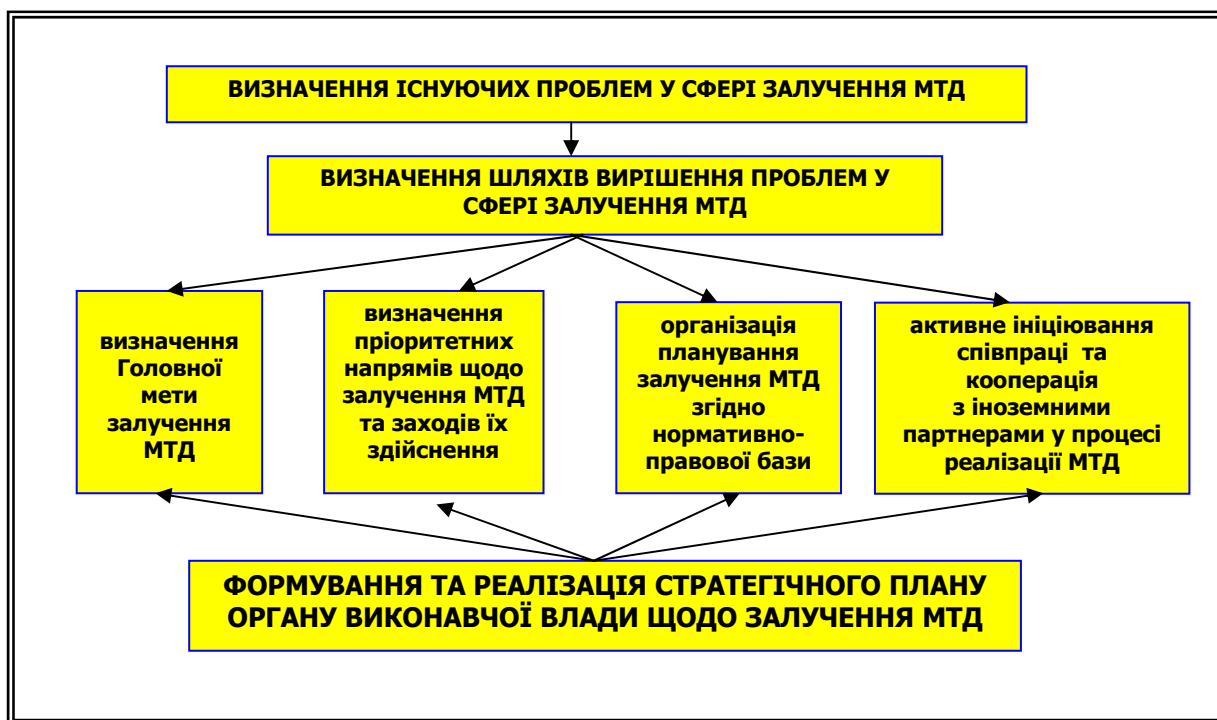 ВИЗНАЧЕННЯ ІСНУЮЧИХ ПРОБЛЕМ У СФЕРІ ЗАЛУЧЕННЯ МТД
ВИЗНАЧЕННЯ ШЛЯХІВ ВИРІШЕННЯ ПРОБЛЕМ У
СФЕРІ ЗАЛУЧЕННЯ МТД
визначення
Головної
мети
залучення
МТД
визначення
пріоритетних
напрямів щодо
залучення МТД
та заходів їх
здійснення
організація
планування
залучення МТД
згідно
нормативно-
правової бази
активне ініціювання
співпраці та
кооперація
з іноземними
партнерами у процесі
реалізації МТД
ФОРМУВАННЯ ТА РЕАЛІЗАЦІЯ СТРАТЕГІЧНОГО ПЛАНУ
ОРГАНУ ВИКОНАВЧОЇ ВЛАДИ ЩОДО ЗАЛУЧЕННЯ МТД